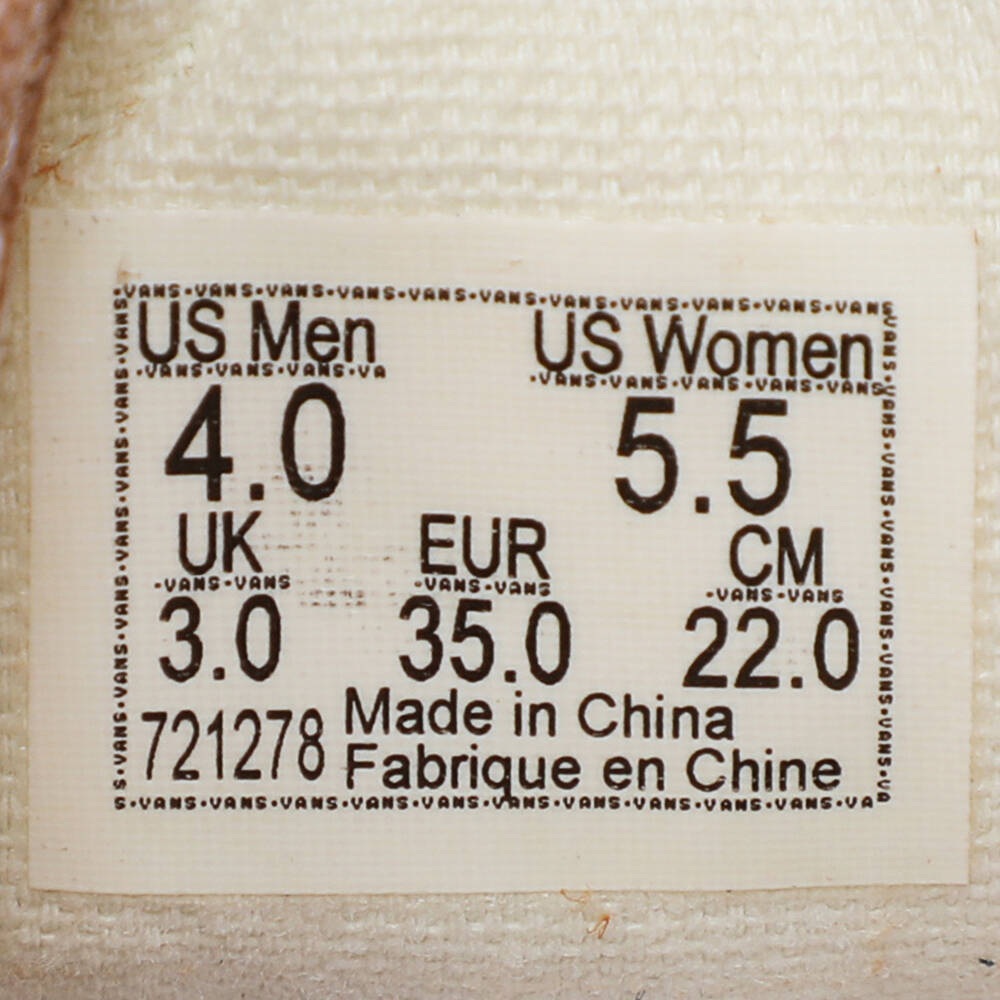 ·VANS·VANS·VANS·VANS·VANS·VANS·VANS·VANS·VANS·VANS·VANS
US Men US Women
·VANS·VANS·VANS·VA ·VANS·VANS·VANS·VANS·VANS
4.0 5.5
UK EUR CM
·VANS·VANS ·VANS·VANS ·VANS·VANS
3.0 35.0 22.0
721278 Made in China
Fabrique en Chine
S·VANS·VANS·VANS·VANS·VANS·VANS·VANS·VANS·VANS·VANS·VA